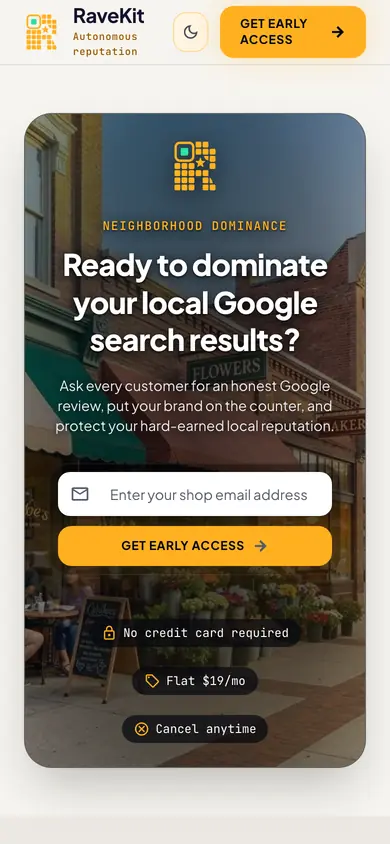 RaveKit
Autonomous
reputation
GET EARLY
ACCESS
NEIGHBORHOOD DOMINANCE
Ready to dominate
your local Google
search results?
FLOWERS
Ask every customer for an honest Google
review, put your brand on the counter, and
protect your hard-earned local reputation.
Enter your shop email address
GET EARLY ACCESS
No credit card required
Flat $19/mo
Cancel anytime